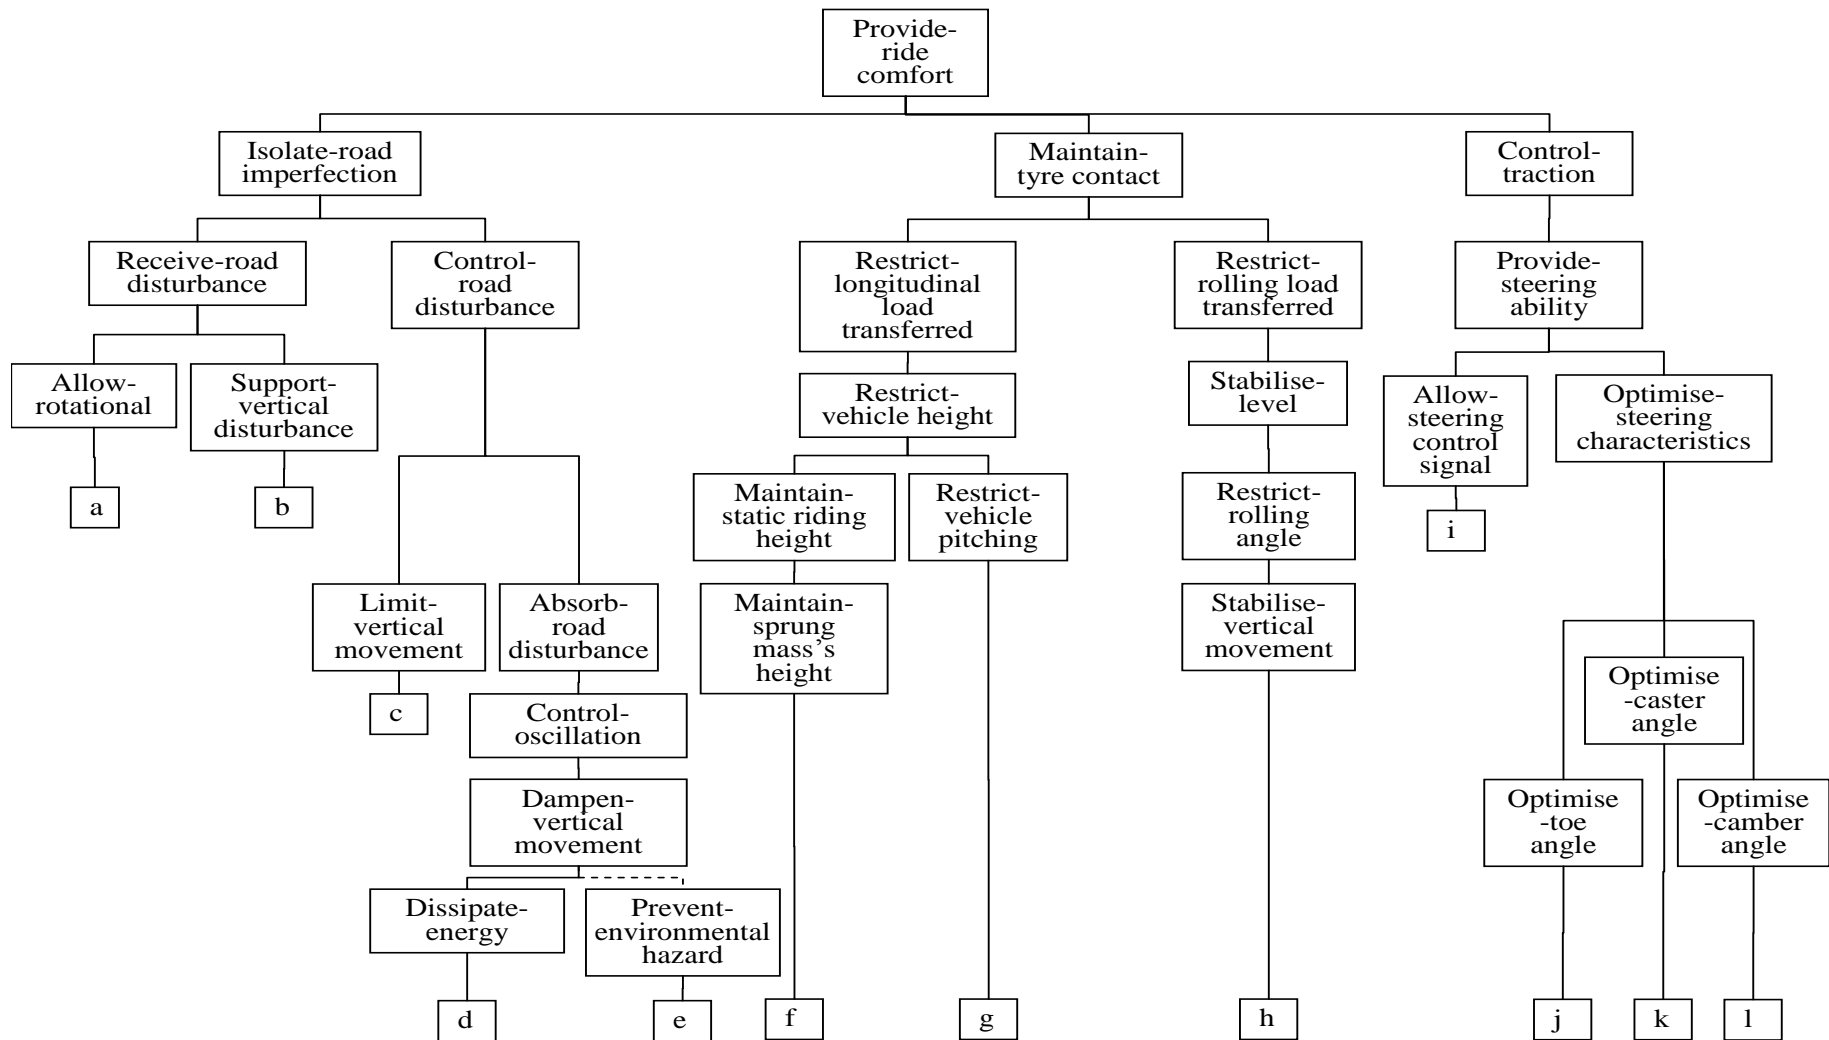 Provide-
ride
comfort
Isolate-road
imperfection
Maintain-
tyre contact
Control-
traction
Receive-road
disturbance
Control-
road
disturbance
Restrict-
longitudinal
load
transferred
Restrict-
rolling load
transferred
Provide-
steering
ability
Allow-
rotational
Support-
vertical
disturbance
Restrict-
vehicle height
Stabilise-
level
Allow-
steering
control
signal
Optimise-
steering
characteristics
a
b
Maintain-
static riding
height
Restrict-
vehicle
pitching
Restrict-
rolling
angle
i
Limit-
vertical
movement
Absorb-
road
disturbance
Maintain-
sprung
mass’s
height
Stabilise-
vertical
movement
Optimise
-caster
angle
c
Control-
oscillation
Dampen-
vertical
movement
Optimise
-toe
angle
Optimise
-camber
angle
Dissipate-
energy
Prevent-
environmental
hazard
d
e
f
g
h
j
k
l